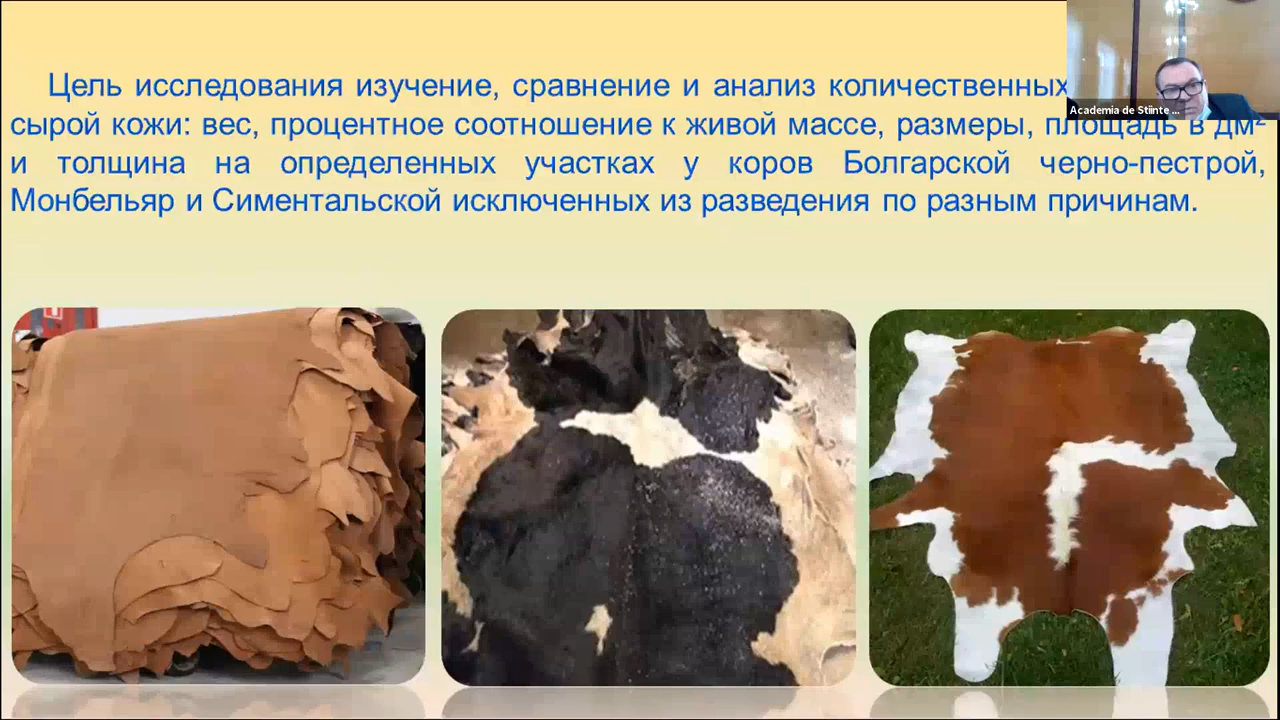 Цель исследования изучение, сравнение и анализ количественных
Academia de Stiinte ...
сырой кожи: вес, процентное соотношение к живой массе, размеры, площадь в дм²
и толщина на определенных участках у коров Болгарской черно-пестрой,
Монбельяр и Симентальской исключенных из разведения по разным причинам.